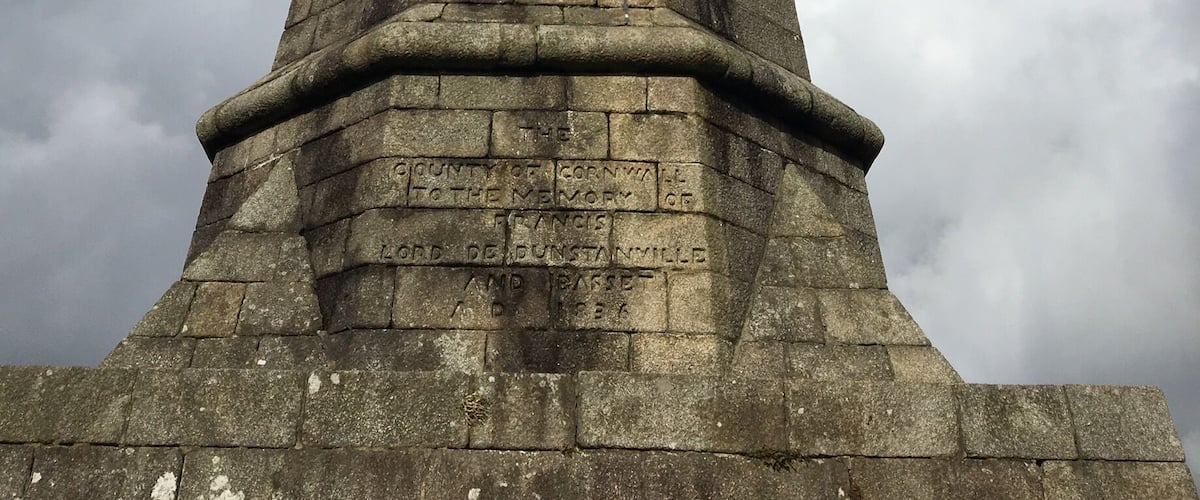 THE
COUNTY OF CORNWALL
TO THE MEMORY OF
FRANCIS
LORD DE DUNSTANVILLE
AND BASSET
A D 1836